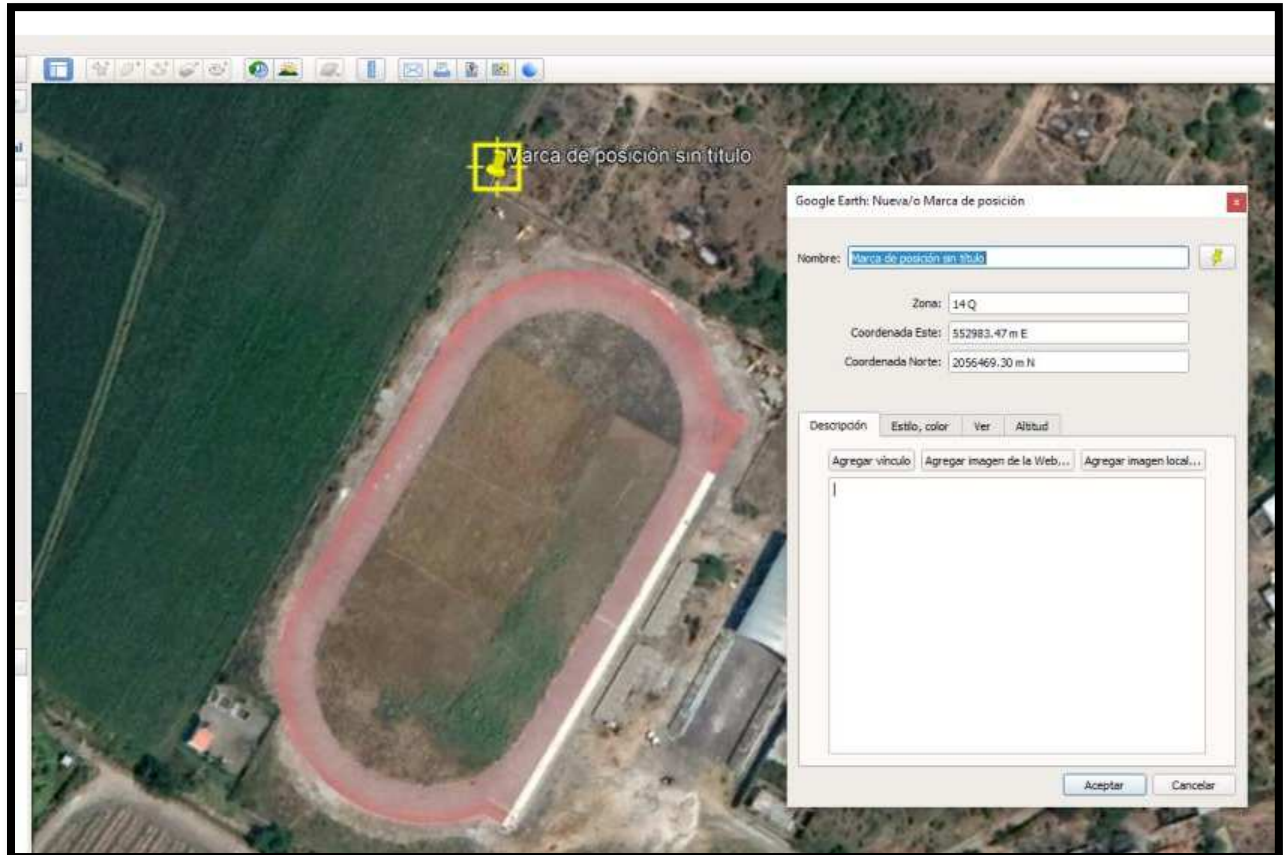 Marca de posición sin título
Google Earth: Nueva/o Marca de posición
Nombre: Marca de posición sin título
Zona: 14 Q
Coordenada Este: 552983.47 m E
Coordenada Norte: 2056469.30 m N
Descripción Estilo, color Ver Altitud
Agregar vínculo Agregar imagen de la Web... Agregar imagen local...
Aceptar Cancelar